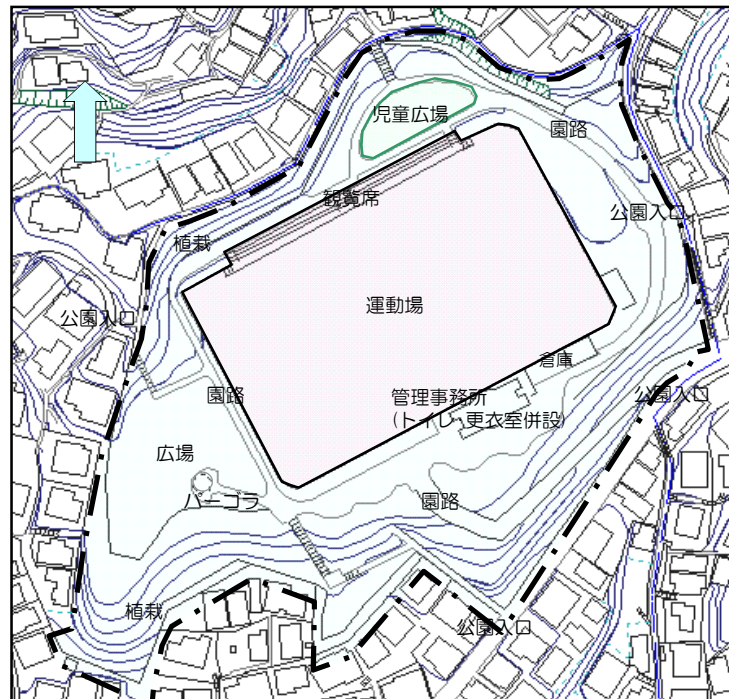 児童広場
園路
観覧席
公園入口
植栽
運動場
公園入口
倉庫
園路
管理事務所
公園入口
(トイレ、更衣室併設)
広場
パーコラ
園路
植栽
公園入口